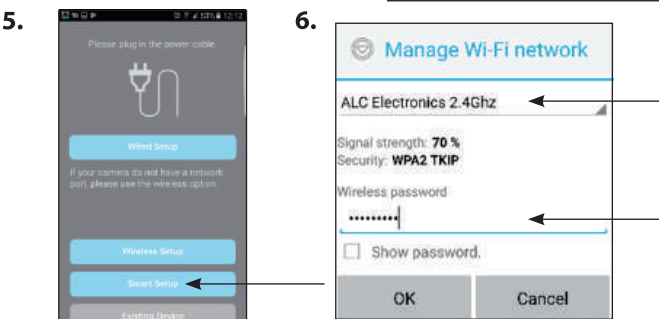 5.
12:12
Please plug in the power cable
Wired Setup
If your camera do not have a network
port, please use the wireless option.
Wireless Setup
Smart Setup
Existing Device
6.
Manage Wi-Fi network
ALC Electronics 2.4Ghz
Signal strength: 70 %
Security: WPA2 TKIP
Wireless password
•••••••••
Show password.
OK
Cancel